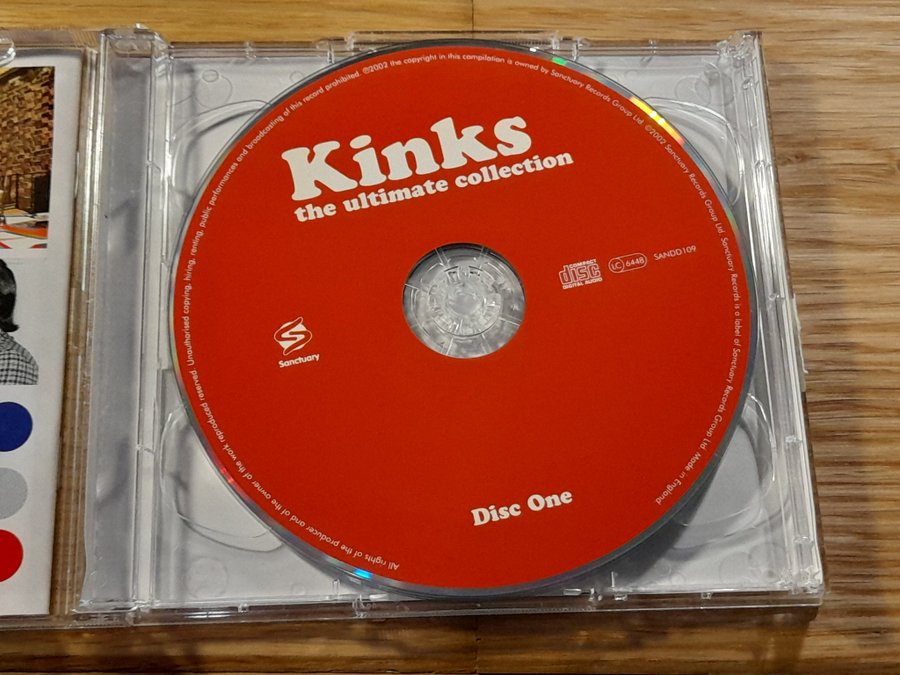 Kinks
the ultimate collection
COMPACT
disc
DIGITAL AUDIO
LC 6448
SANDD109
Sanctuary
Disc One
All rights of the producer and of the owner of the work reproduced reserved. Unauthorised copying, hiring, renting, public performances and broadcasting of this record prohibited. ℗2002 the copyright in this compilation is owned by Sanctuary Records Group Ltd. ©2002 Sanctuary Records Group Ltd. Sanctuary Records is a label of Sanctuary Records Group Ltd. Made in England